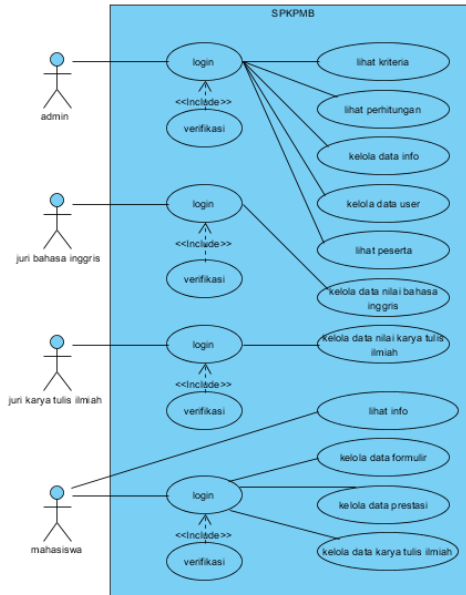 SPKPMB
login
lihat kriteria
admin
<<Include>>
verifikasi
lihat perhitungan
kelola data info
kelola data user
lihat peserta
juri bahasa inggris
login
<<Include>>
verifikasi
kelola data nilai bahasa
inggris
juri karya tulis ilmiah
login
<<Include>>
verifikasi
kelola data nilai karya tulis
ilmiah
lihat info
mahasiswa
login
<<Include>>
verifikasi
kelola data formulir
kelola data prestasi
kelola data karya tulis ilmiah